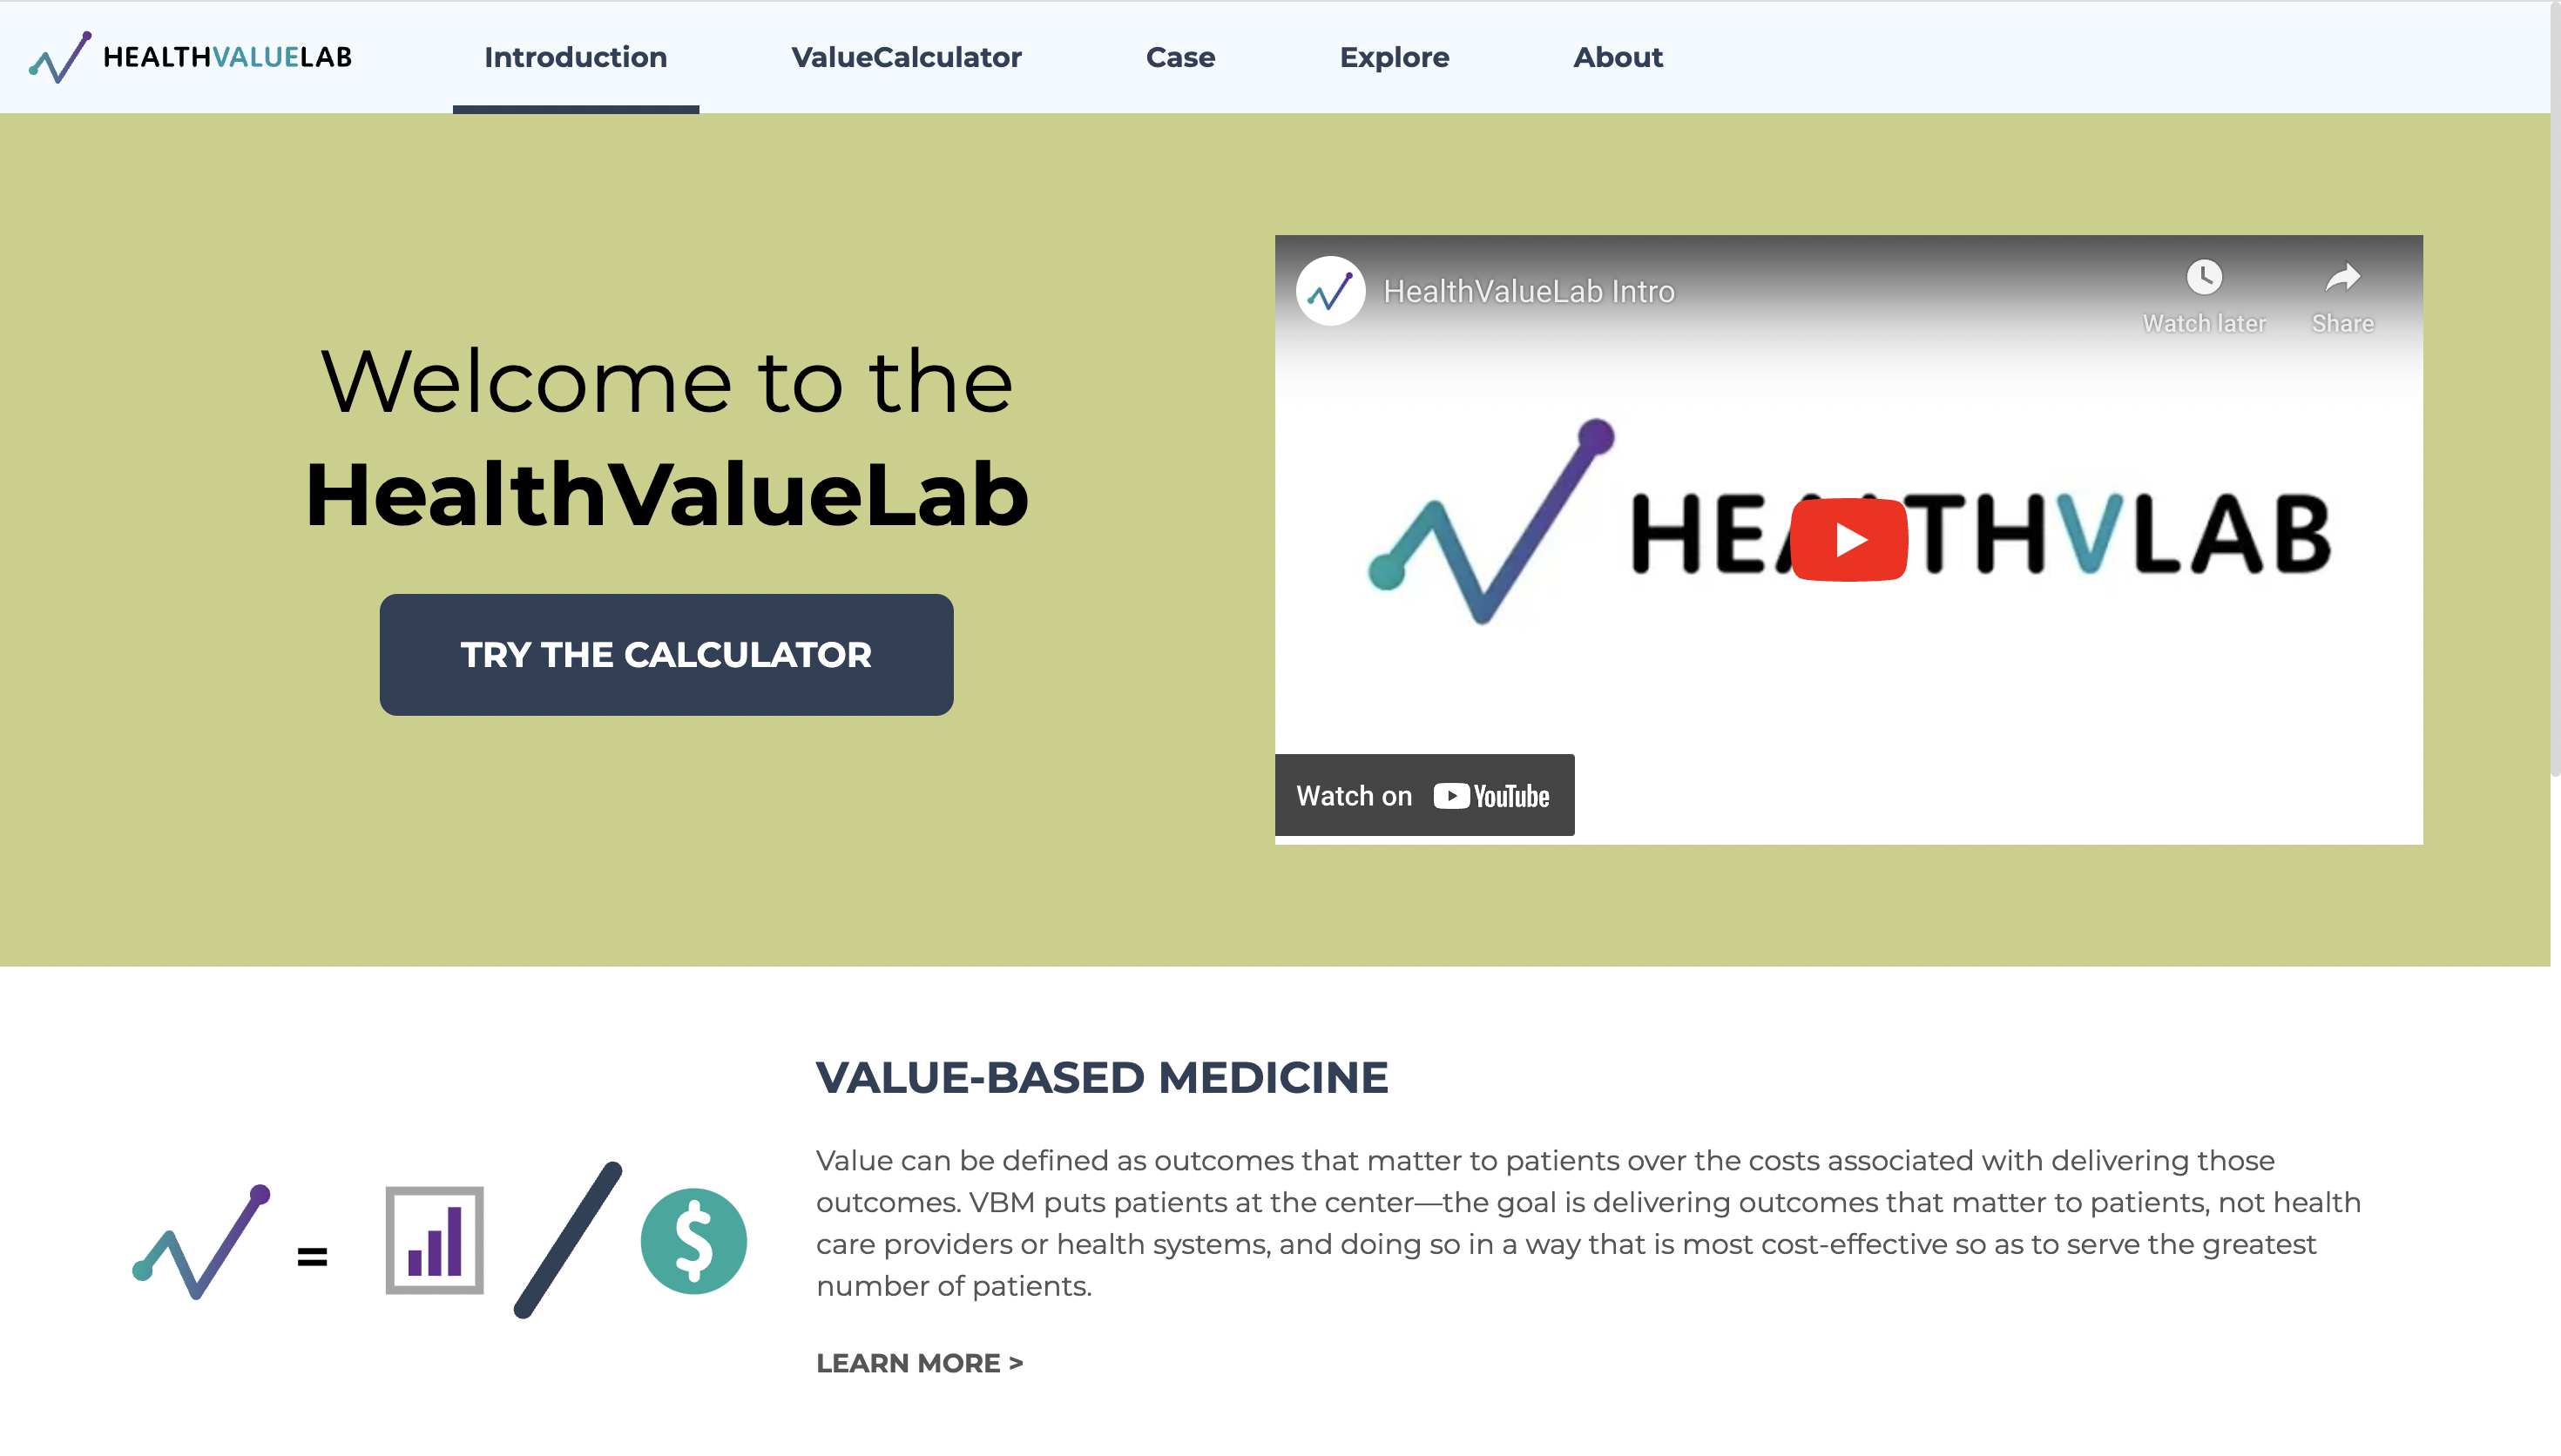 HEALTHVALUELAB
Introduction
ValueCalculator
Case
Explore
About
Welcome to the
HealthValueLab
TRY THE CALCULATOR
HealthValueLab Intro
Watch later
Share
HEALTHVLAB
Watch on YouTube
VALUE-BASED MEDICINE
Value can be defined as outcomes that matter to patients over the costs associated with delivering those
outcomes. VBM puts patients at the center—the goal is delivering outcomes that matter to patients, not health
care providers or health systems, and doing so in a way that is most cost-effective so as to serve the greatest
number of patients.
LEARN MORE >
=
$